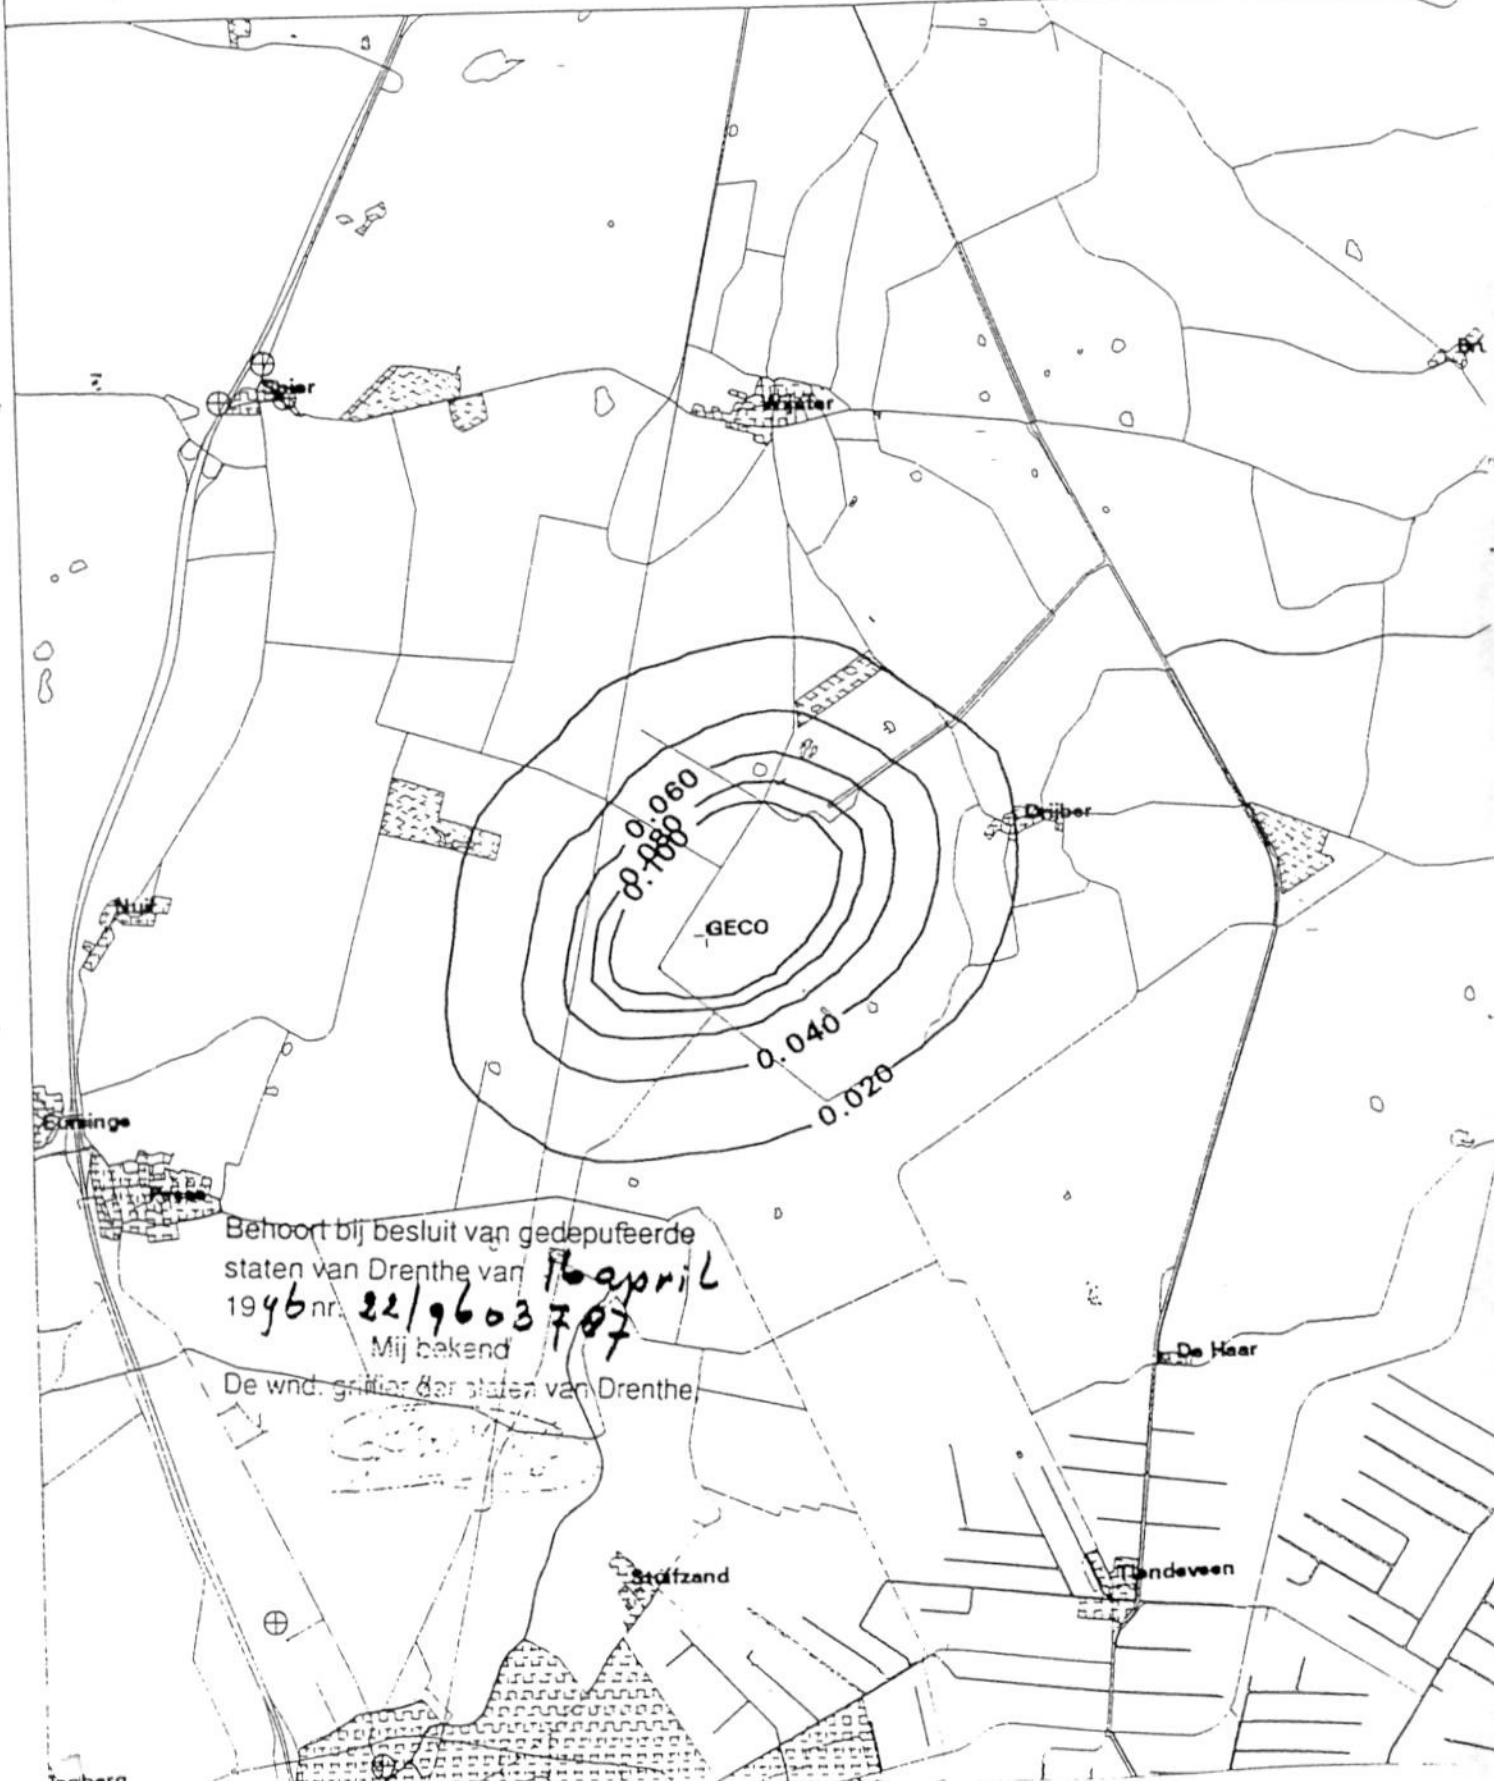 Spier
Wijster
0.060
0.080
0.100
Drijber
Nuil
GECO
0.040
0.020
Eursinge
Pesse
Behoort bij besluit van gedeputeerde
staten van Drenthe van 16 april
1996 nr. 22/9603707
Mij bekend
De wnd. griffier der staten van Drenthe,
De Haar
Stuifzand
Tiendeveen